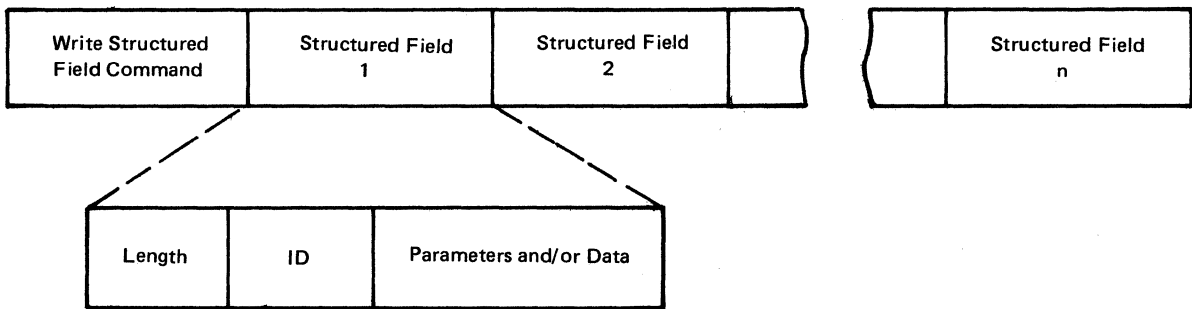 Write Structured
Field Command
Structured Field
1
Structured Field
2
Structured Field
n
Length
ID
Parameters and/or Data